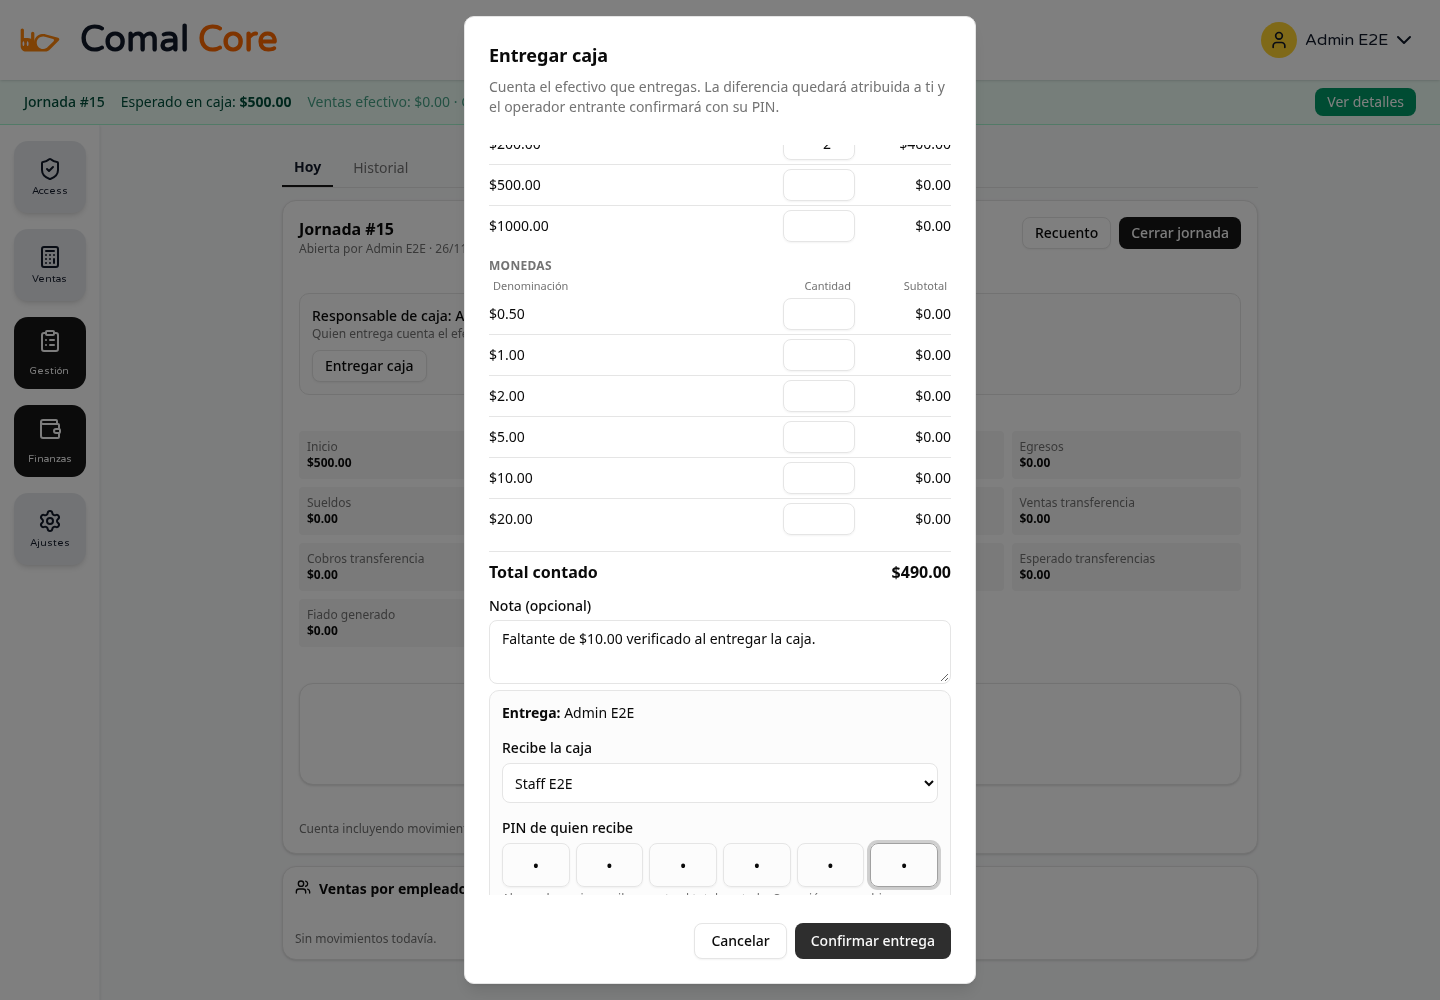 Comal Core
Admin E2E
Jornada #15 Esperado en caja: $500.00 Ventas efectivo: $0.00 ·
Ver detalles
Access
Ventas
Gestión
Finanzas
Ajustes
Hoy Historial
Jornada #15
Abierta por Admin E2E · 26/11
Recuento Cerrar jornada
Responsable de caja:
Quien entrega cuenta el
Entregar caja
Inicio
$500.00
Egresos
$0.00
Sueldos
$0.00
Ventas transferencia
$0.00
Cobros transferencia
$0.00
Esperado transferencias
$0.00
Fiado generado
$0.00
Cuenta incluyendo
Ventas por empleado
Sin movimientos todavía.
Entregar caja
Cuenta el efectivo que entregas. La diferencia quedará atribuida a ti y
el operador entrante confirmará con su PIN.
$200.00 2 $400.00
$500.00 $0.00
$1000.00 $0.00
MONEDAS
Denominación Cantidad Subtotal
$0.50 $0.00
$1.00 $0.00
$2.00 $0.00
$5.00 $0.00
$10.00 $0.00
$20.00 $0.00
Total contado $490.00
Nota (opcional)
Faltante de $10.00 verificado al entregar la caja.
Entrega: Admin E2E
Recibe la caja
Staff E2E
PIN de quien recibe
• • • • • •
Cancelar Confirmar entrega